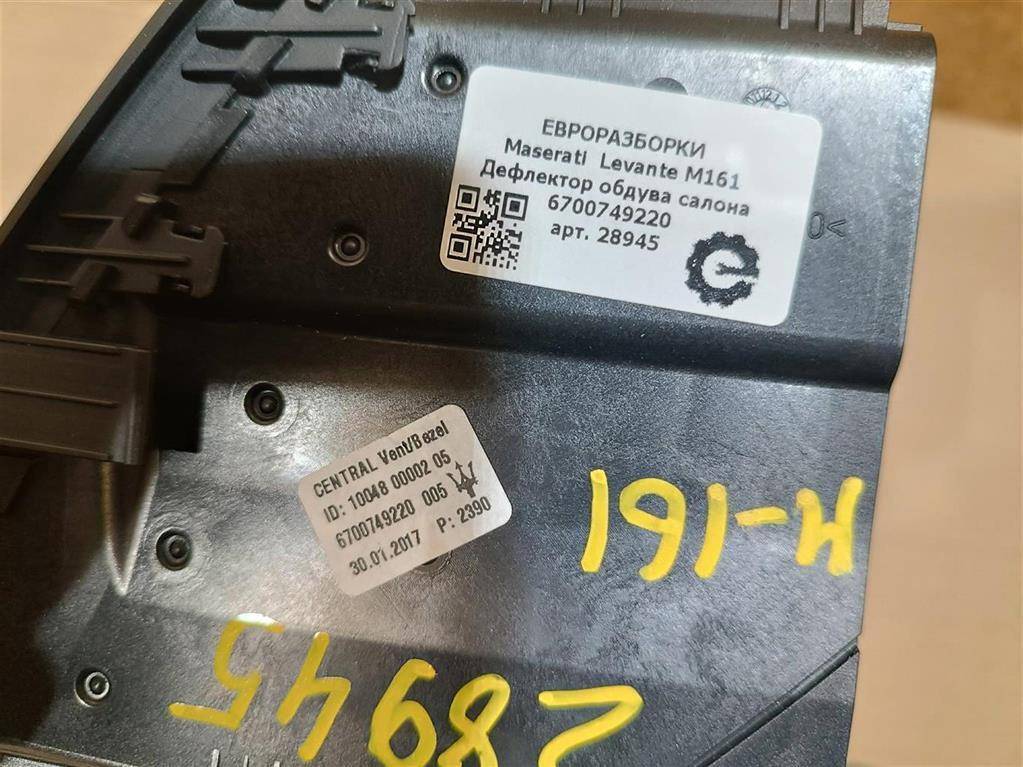 ЕВРОРАЗБОРКИ
Maserati Levante M161
Дефлектор обдува салона
6700749220
арт. 28945
0<
CENTRAL Vent/Bezel
ID: 10048 00002 05
6700749220 005
30.01.2017 P: 2390
M-161
28945